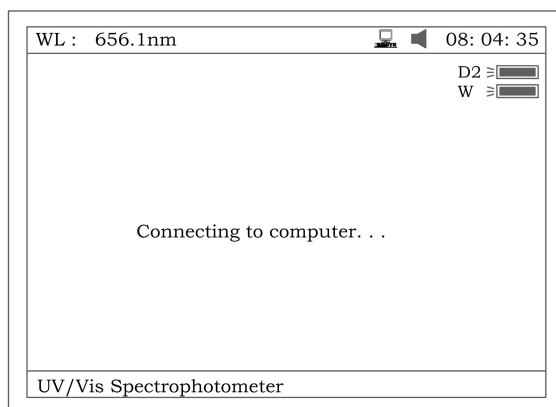 WL : 656.1nm 08: 04: 35
D2
W
Connecting to computer. . .
UV/Vis Spectrophotometer